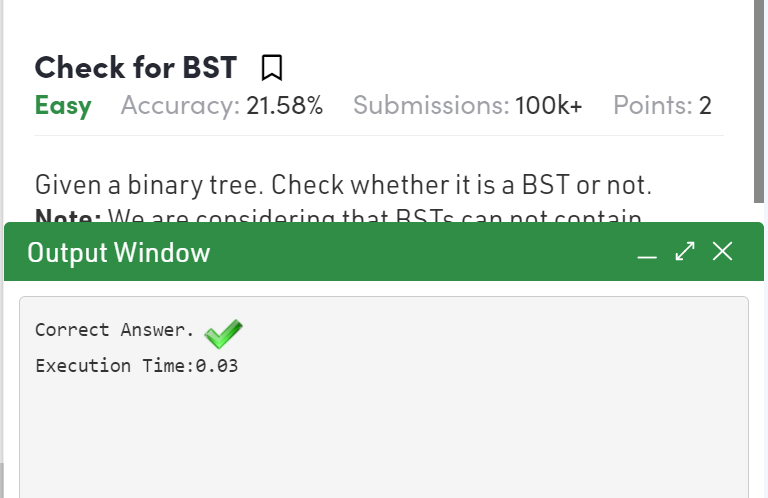 Check for BST
Easy Accuracy: 21.58% Submissions: 100k+ Points: 2
Given a binary tree. Check whether it is a BST or not.
Note: We are considering that BSTs can not contain
Output Window
Correct Answer.
Execution Time:0.03